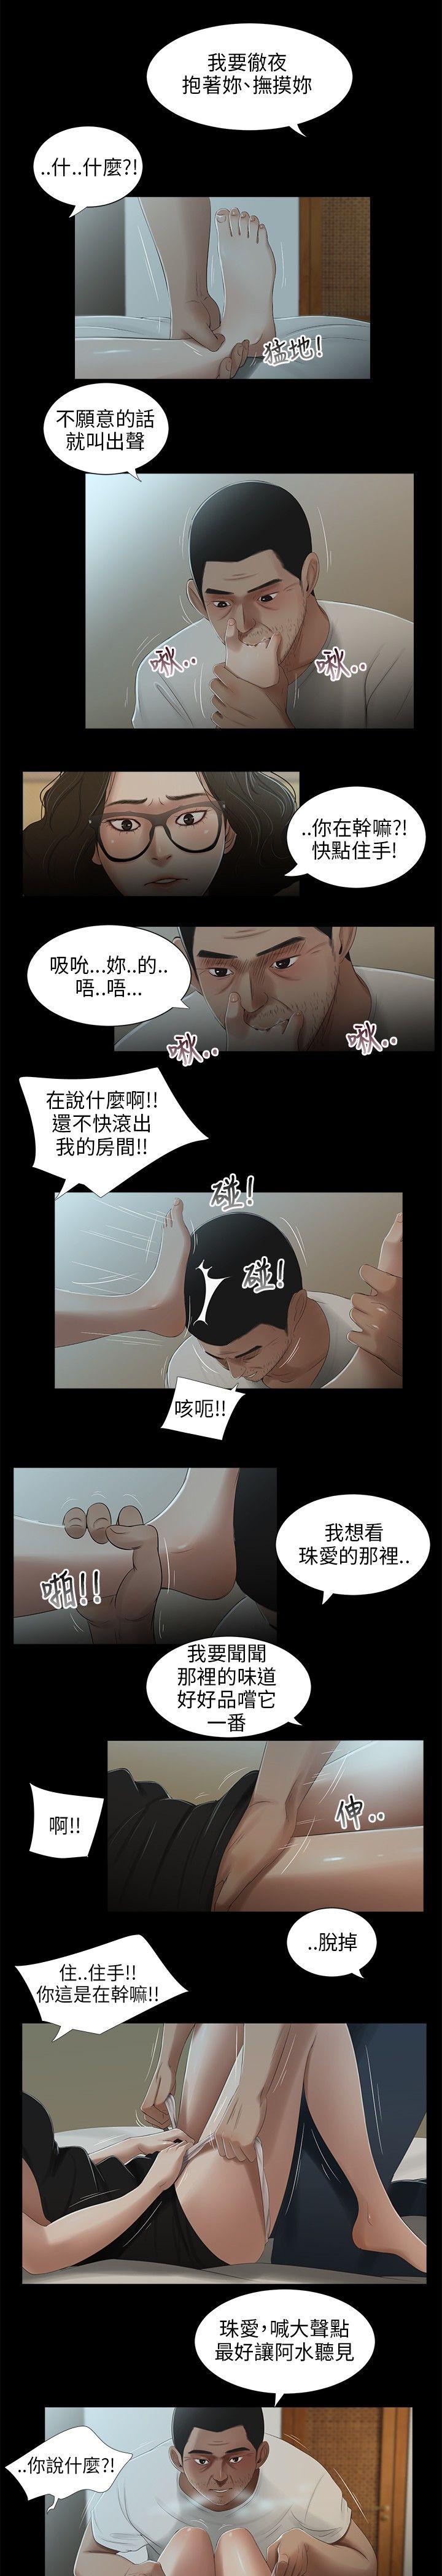 我要徹夜
抱著妳、撫摸妳
..什..什麼?!
猛地!
不願意的話
就叫出聲
啾..
啾..
..你在幹嘛?!
快點住手!
吸吮...妳..的..
唔..唔...
啾..
啾..
在說什麼啊!!
還不快滾出
我的房間!!
碰!
碰!
咳呃!!
我想看
珠愛的那裡..
啪!!
我要聞聞
那裡的味道
好好品嚐它
一番
啊!!
伸..
..脫掉
住..住手!!
你這是在幹嘛!!
珠愛,喊大聲點
最好讓阿水聽見
..你說什麼?!